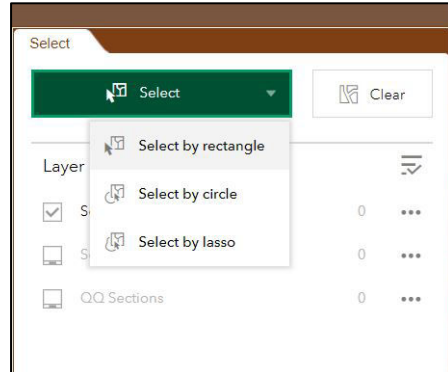 Select
Select
Clear
Select by rectangle
Layer
Select by circle
0
Select by lasso
0
QQ Sections
0